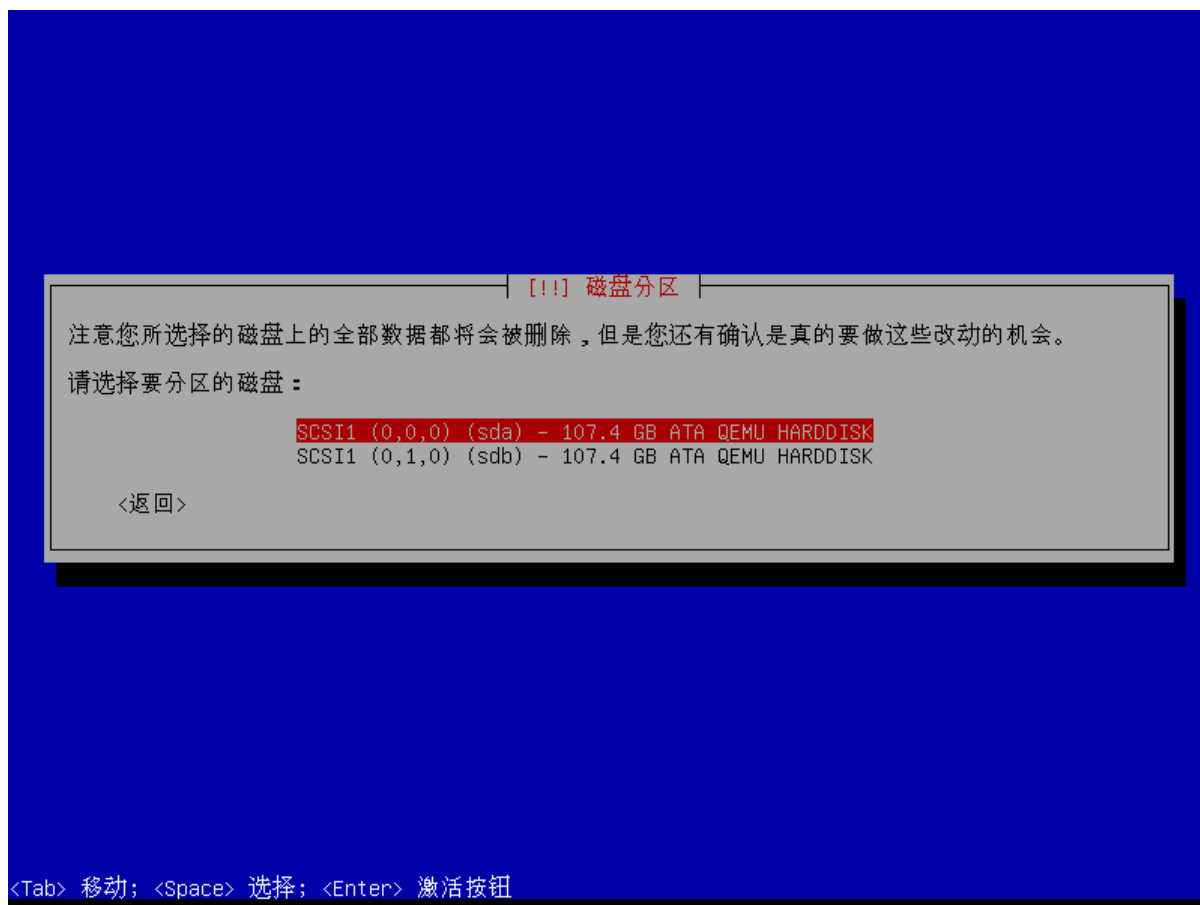 [!!] 磁盘分区
注意您所选择的磁盘上的全部数据都将会被删除,但是您还有确认是真的要做这些改动的机会。
请选择要分区的磁盘:
SCSI1 (0,0,0) (sda) - 107.4 GB ATA QEMU HARDDISK
SCSI1 (0,1,0) (sdb) - 107.4 GB ATA QEMU HARDDISK
<返回>
<Tab> 移动; <Space> 选择; <Enter> 激活按钮